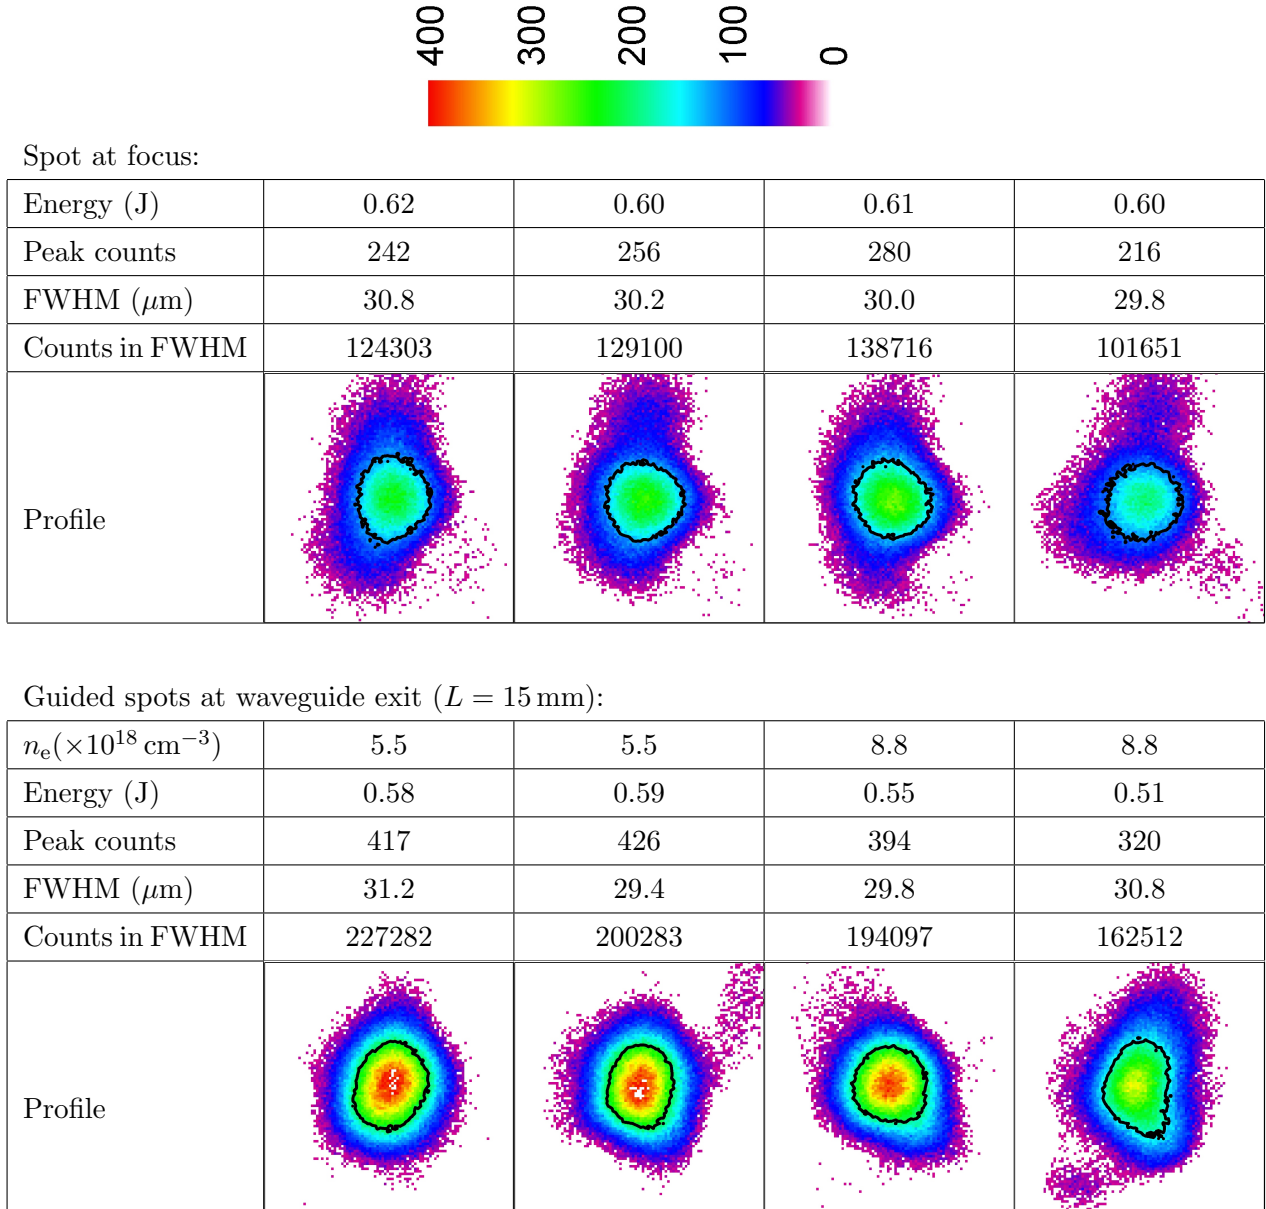 400 300 200 100 0
Spot at focus:
Energy (J) 0.62 0.60 0.61 0.60
Peak counts 242 256 280 216
FWHM (μm) 30.8 30.2 30.0 29.8
Counts in FWHM 124303 129100 138716 101651
Profile
Guided spots at waveguide exit (L = 15 mm):
nₑ(×10¹⁸ cm⁻³) 5.5 5.5 8.8 8.8
Energy (J) 0.58 0.59 0.55 0.51
Peak counts 417 426 394 320
FWHM (μm) 31.2 29.4 29.8 30.8
Counts in FWHM 227282 200283 194097 162512
Profile